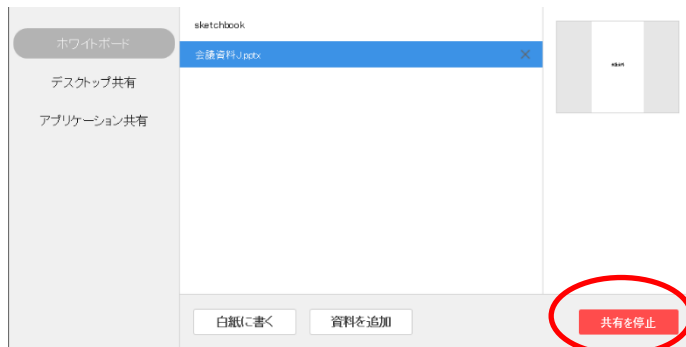 ホワイトボード
デスクトップ共有
アプリケーション共有
sketchbook
会議資料J.pptx
白紙に書く
資料を追加
共有を停止